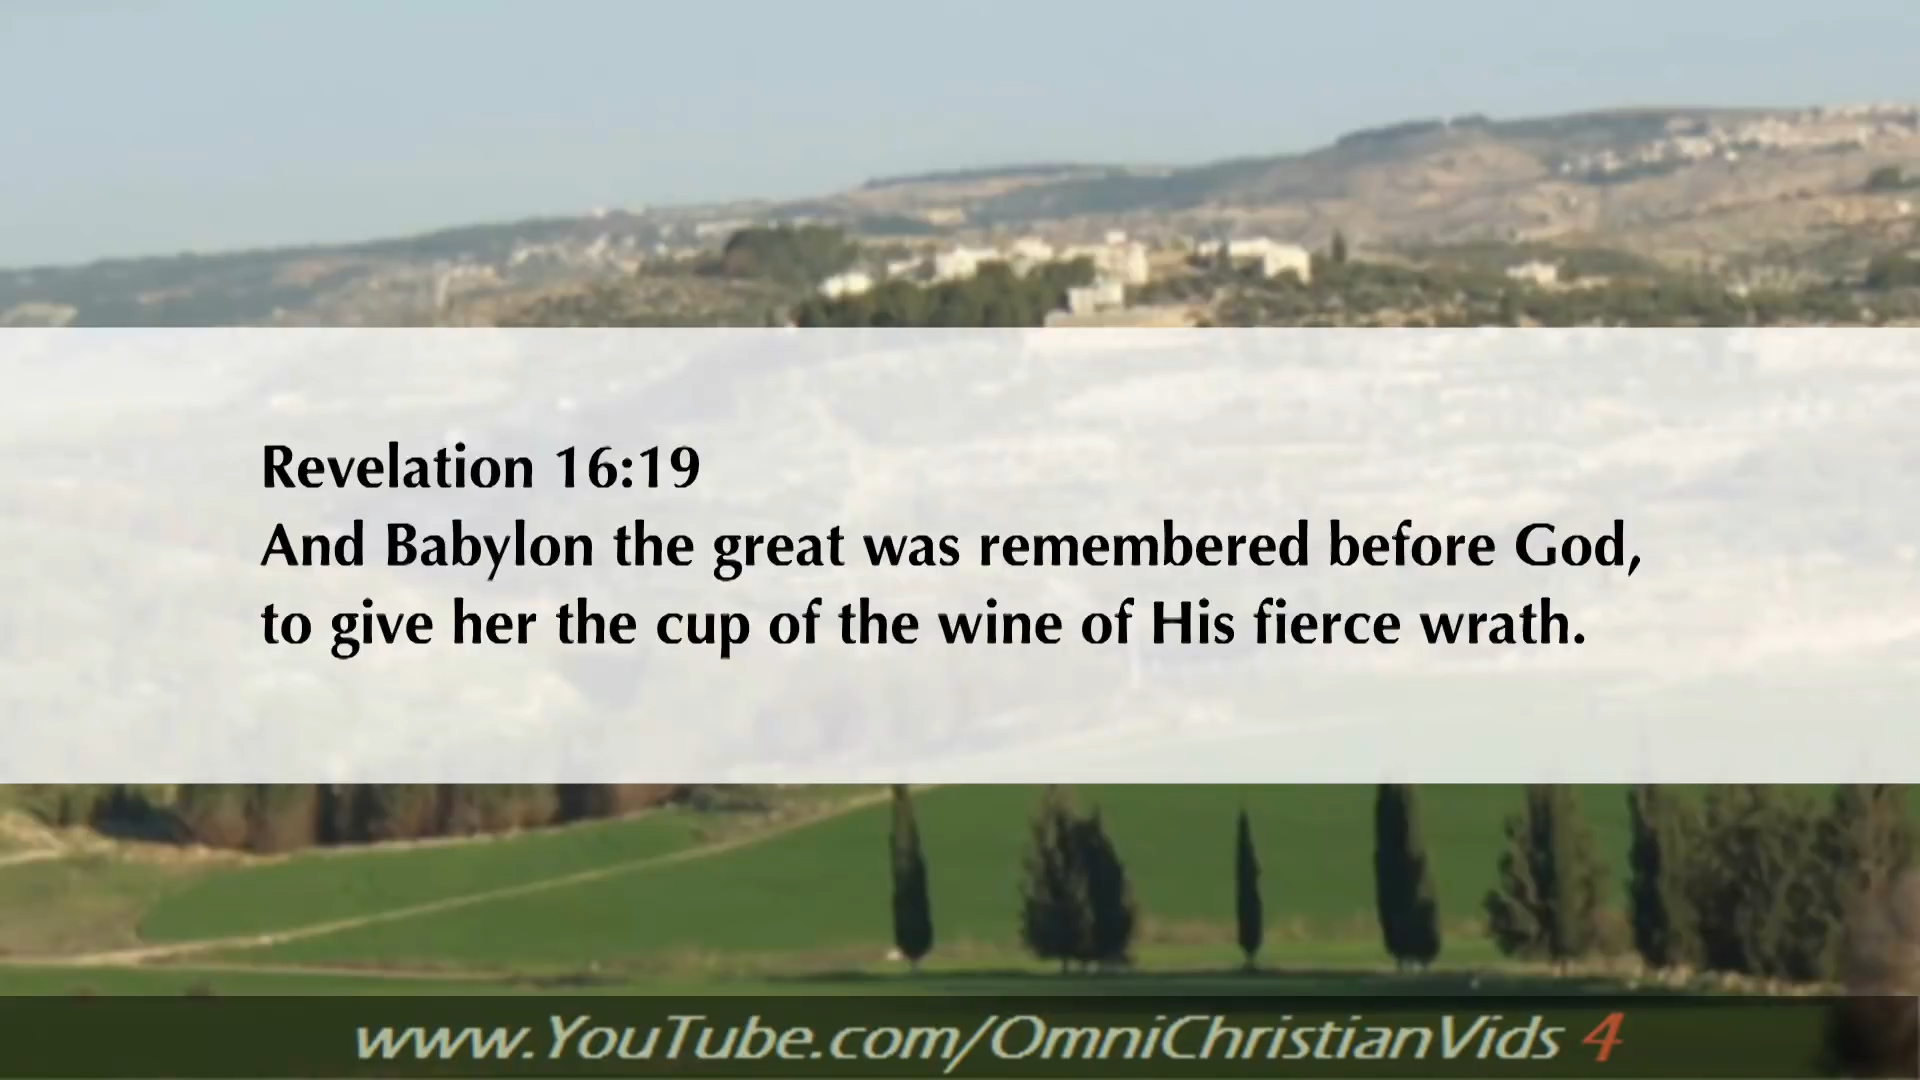 Revelation 16:19
And Babylon the great was remembered before God,
to give her the cup of the wine of His fierce wrath.
www.YouTube.com/OmniChristianVids 4